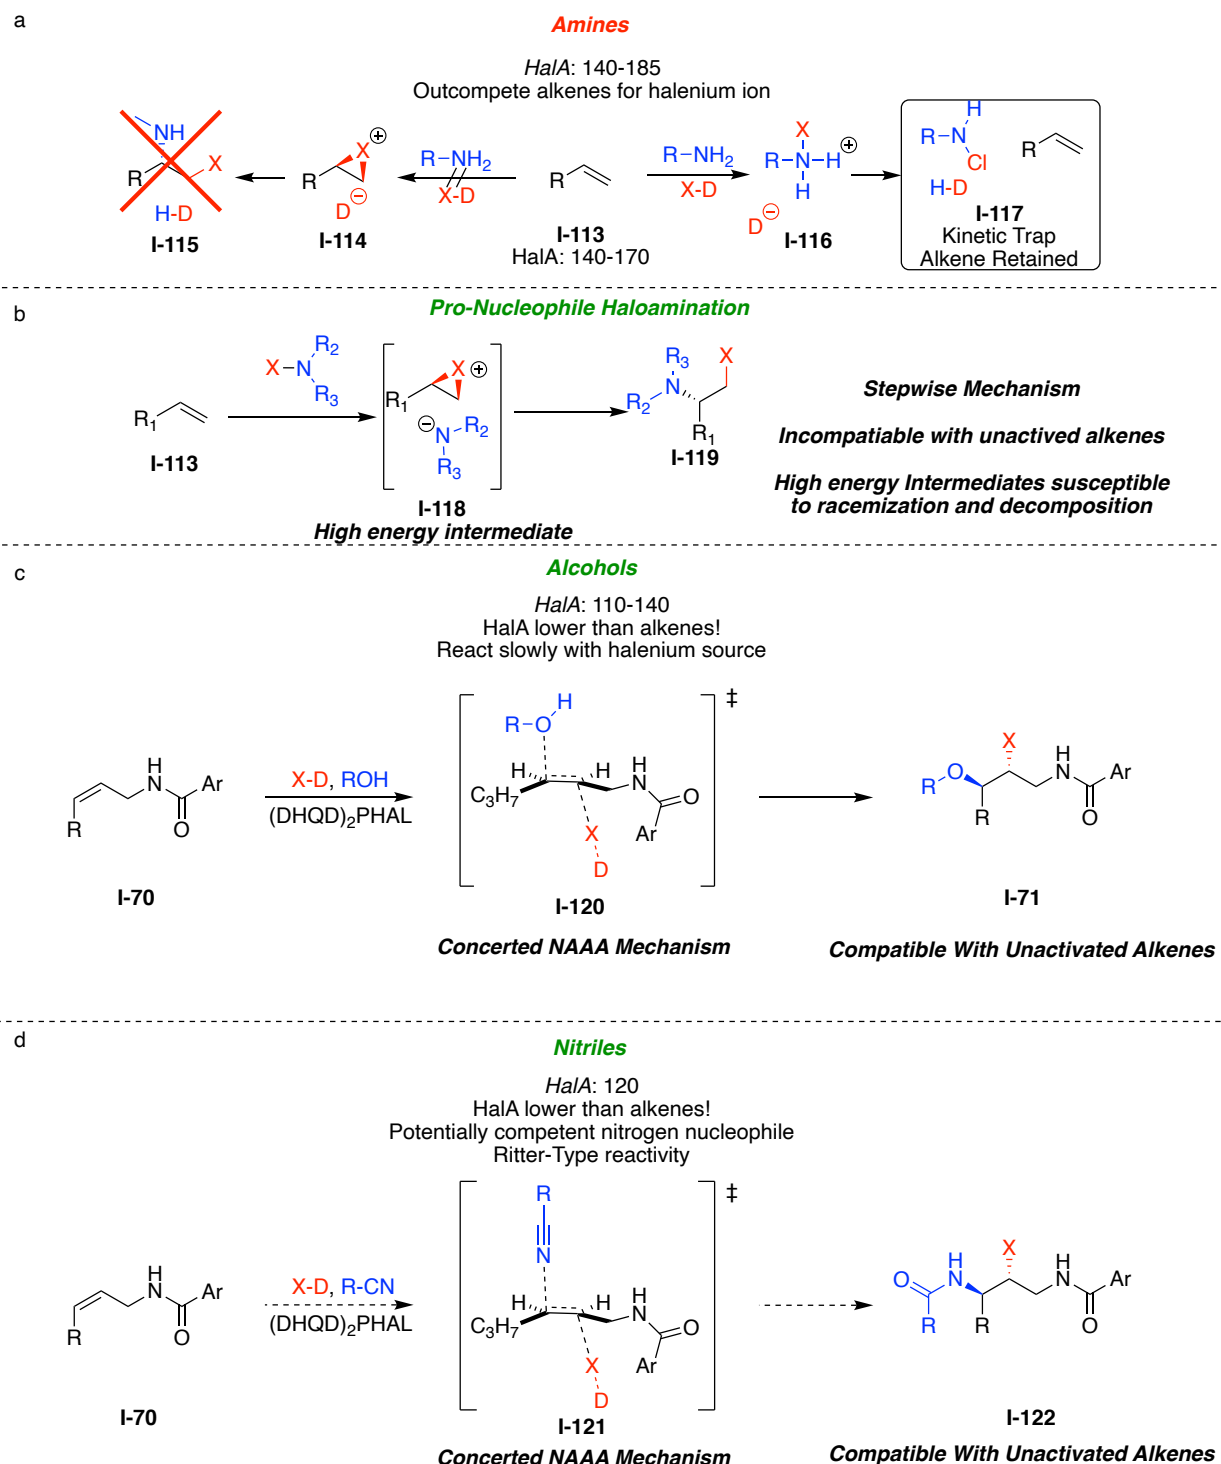 a
Amines
HalA: 140-185
Outcompete alkenes for halenium ion
NH
R
X
H-D
I-115
R
X
⊕
D
⊖
I-114
R-NH2
X-D
R
I-113
HalA: 140-170
R-NH2
X-D
X
R-N-H
⊕
H
D
⊖
I-116
H
R-N
Cl
H-D
R
I-117
Kinetic Trap
Alkene Retained
b
Pro-Nucleophile Haloamination
R1
I-113
X-N
R2
R3
R1
X
⊕
⊖
N
R2
R3
I-118
High energy intermediate
R3
X
N
R2
R1
I-119
Stepwise Mechanism
Incompatiable with unactived alkenes
High energy Intermediates susceptible
to racemization and decomposition
c
Alcohols
HalA: 110-140
HalA lower than alkenes!
React slowly with halenium source
H
N
Ar
R
O
I-70
X-D, ROH
(DHQD)2PHAL
H
R-O
H
H
H
N
C3H7
O
Ar
X
D
‡
I-120
Concerted NAAA Mechanism
X
H
N
O
Ar
R
R
O
I-71
Compatible With Unactivated Alkenes
d
Nitriles
HalA: 120
HalA lower than alkenes!
Potentially competent nitrogen nucleophile
Ritter-Type reactivity
H
N
Ar
R
O
I-70
X-D, R-CN
(DHQD)2PHAL
R
N
H
H
H
N
C3H7
O
Ar
X
D
‡
I-121
Concerted NAAA Mechanism
X
H
N
H
N
O
Ar
R
R
O
I-122
Compatible With Unactivated Alkenes